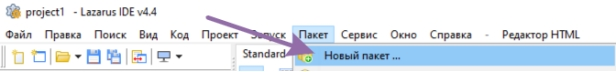 project1 - Lazarus IDE v4.4
Файл Правка Поиск Вид Код Проект Запуск Пакет Сервис Окно Справка - Редактор HTML
Standard Новый пакет ...